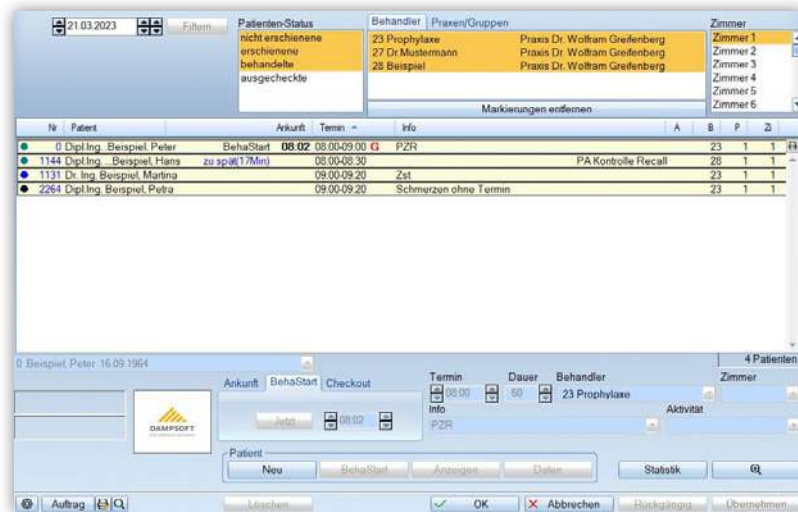 21.03.2023 Filtern
Patienten-Status
nicht erschienene
erschienene
behandelte
ausgecheckte
Behandler Praxen/Gruppen
23 Prophylaxe Praxis Dr. Wolfram Greifenberg
27 Dr.Mustermann Praxis Dr. Wolfram Greifenberg
28 Beispiel Praxis Dr. Wolfram Greifenberg
Markierungen entfernen
Zimmer
Zimmer 1
Zimmer 2
Zimmer 3
Zimmer 4
Zimmer 5
Zimmer 6
Nr Patient Ankunft Termin Info A B P Zi
0 Dipl.Ing. .Beispiel, Peter BehaStart 08:02 08:00-09:00 G PZR 23 1 1
1144 Dipl.Ing. ...Beispiel, Hans zu spät(17Min) 08:00-08:30 PA Kontrolle Recall 28 1 1
1131 Dr. Ing. Beispiel, Martina 09:00-09:20 Zst 23 1 1
2264 Dipl.Ing. Beispiel, Petra 09:00-09:20 Schmerzen ohne Termin 23 1 1
0 Beispiel, Peter 16.09.1964
4 Patienten
DAMPSOFT
Ankunft BehaStart Checkout
Jetzt 08:02
Termin Dauer Behandler Zimmer
08:00 60 23 Prophylaxe
Info Aktivität
PZR
Patient
Neu BehaStart Anzeigen Daten Statistik
Auftrag Löschen OK Abbrechen Rückgängig Übernehmen